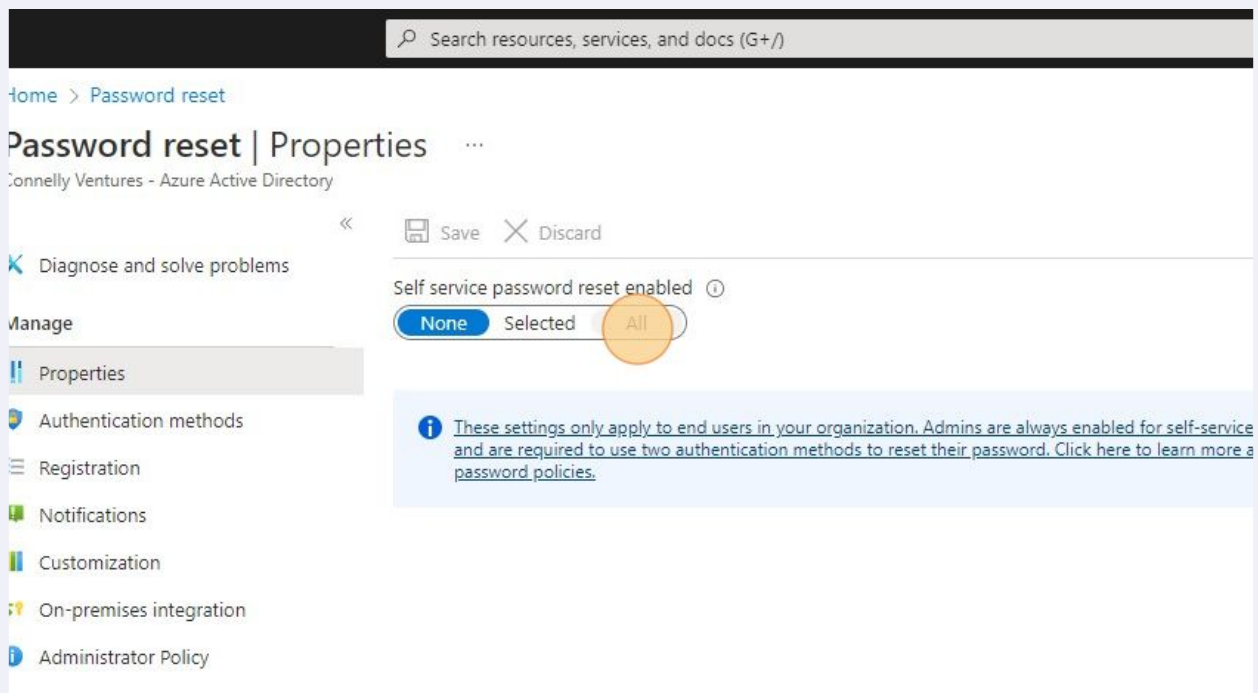 Search resources, services, and docs (G+/)
Home > Password reset
Password reset | Properties ...
Connelly Ventures - Azure Active Directory
«
Save Discard
Diagnose and solve problems
Self service password reset enabled
Manage
None Selected All
Properties
Authentication methods
These settings only apply to end users in your organization. Admins are always enabled for self-service
and are required to use two authentication methods to reset their password. Click here to learn more a
password policies.
Registration
Notifications
Customization
On-premises integration
Administrator Policy